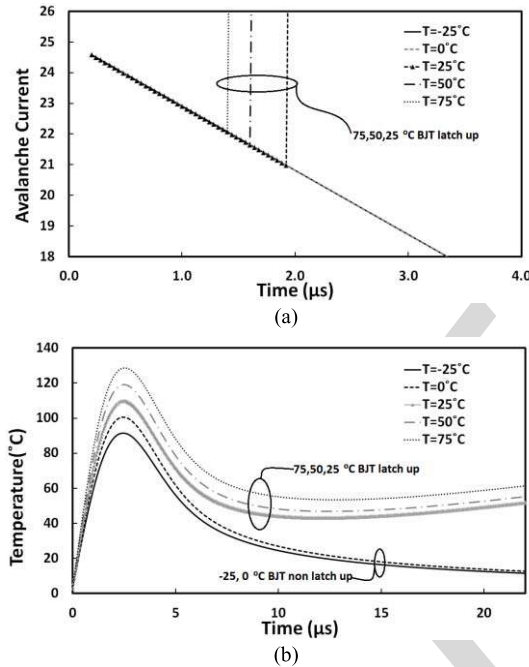 (a)
Avalanche Current
26
25
24
23
22
21
20
19
18
T=-25˚C
T=0˚C
T=25˚C
T=50˚C
T=75˚C
75,50,25 ºC BJT latch up
0.0 1.0 2.0 3.0 4.0
Time (µs)
(a)
Temperature(˚C)
140
120
100
80
60
40
20
0
T=-25˚C
T=0˚C
T=25˚C
T=50˚C
T=75˚C
75,50,25 ºC BJT latch up
-25, 0 ºC BJT non latch up
0 5 10 15 20
Time (µs)
(b)